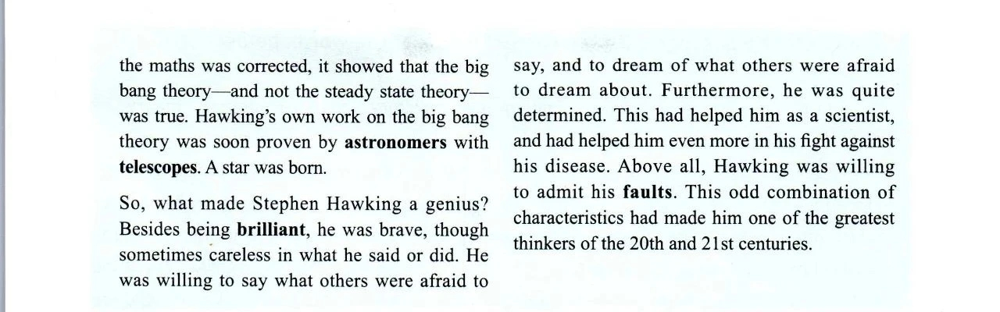 the maths was corrected, it showed that the big
bang theory—and not the steady state theory—
was true. Hawking's own work on the big bang
theory was soon proven by astronomers with
telescopes. A star was born.
So, what made Stephen Hawking a genius?
Besides being brilliant, he was brave, though
sometimes careless in what he said or did. He
was willing to say what others were afraid to
say, and to dream of what others were afraid
to dream about. Furthermore, he was quite
determined. This had helped him as a scientist,
and had helped him even more in his fight against
his disease. Above all, Hawking was willing
to admit his faults. This odd combination of
characteristics had made him one of the greatest
thinkers of the 20th and 21st centuries.